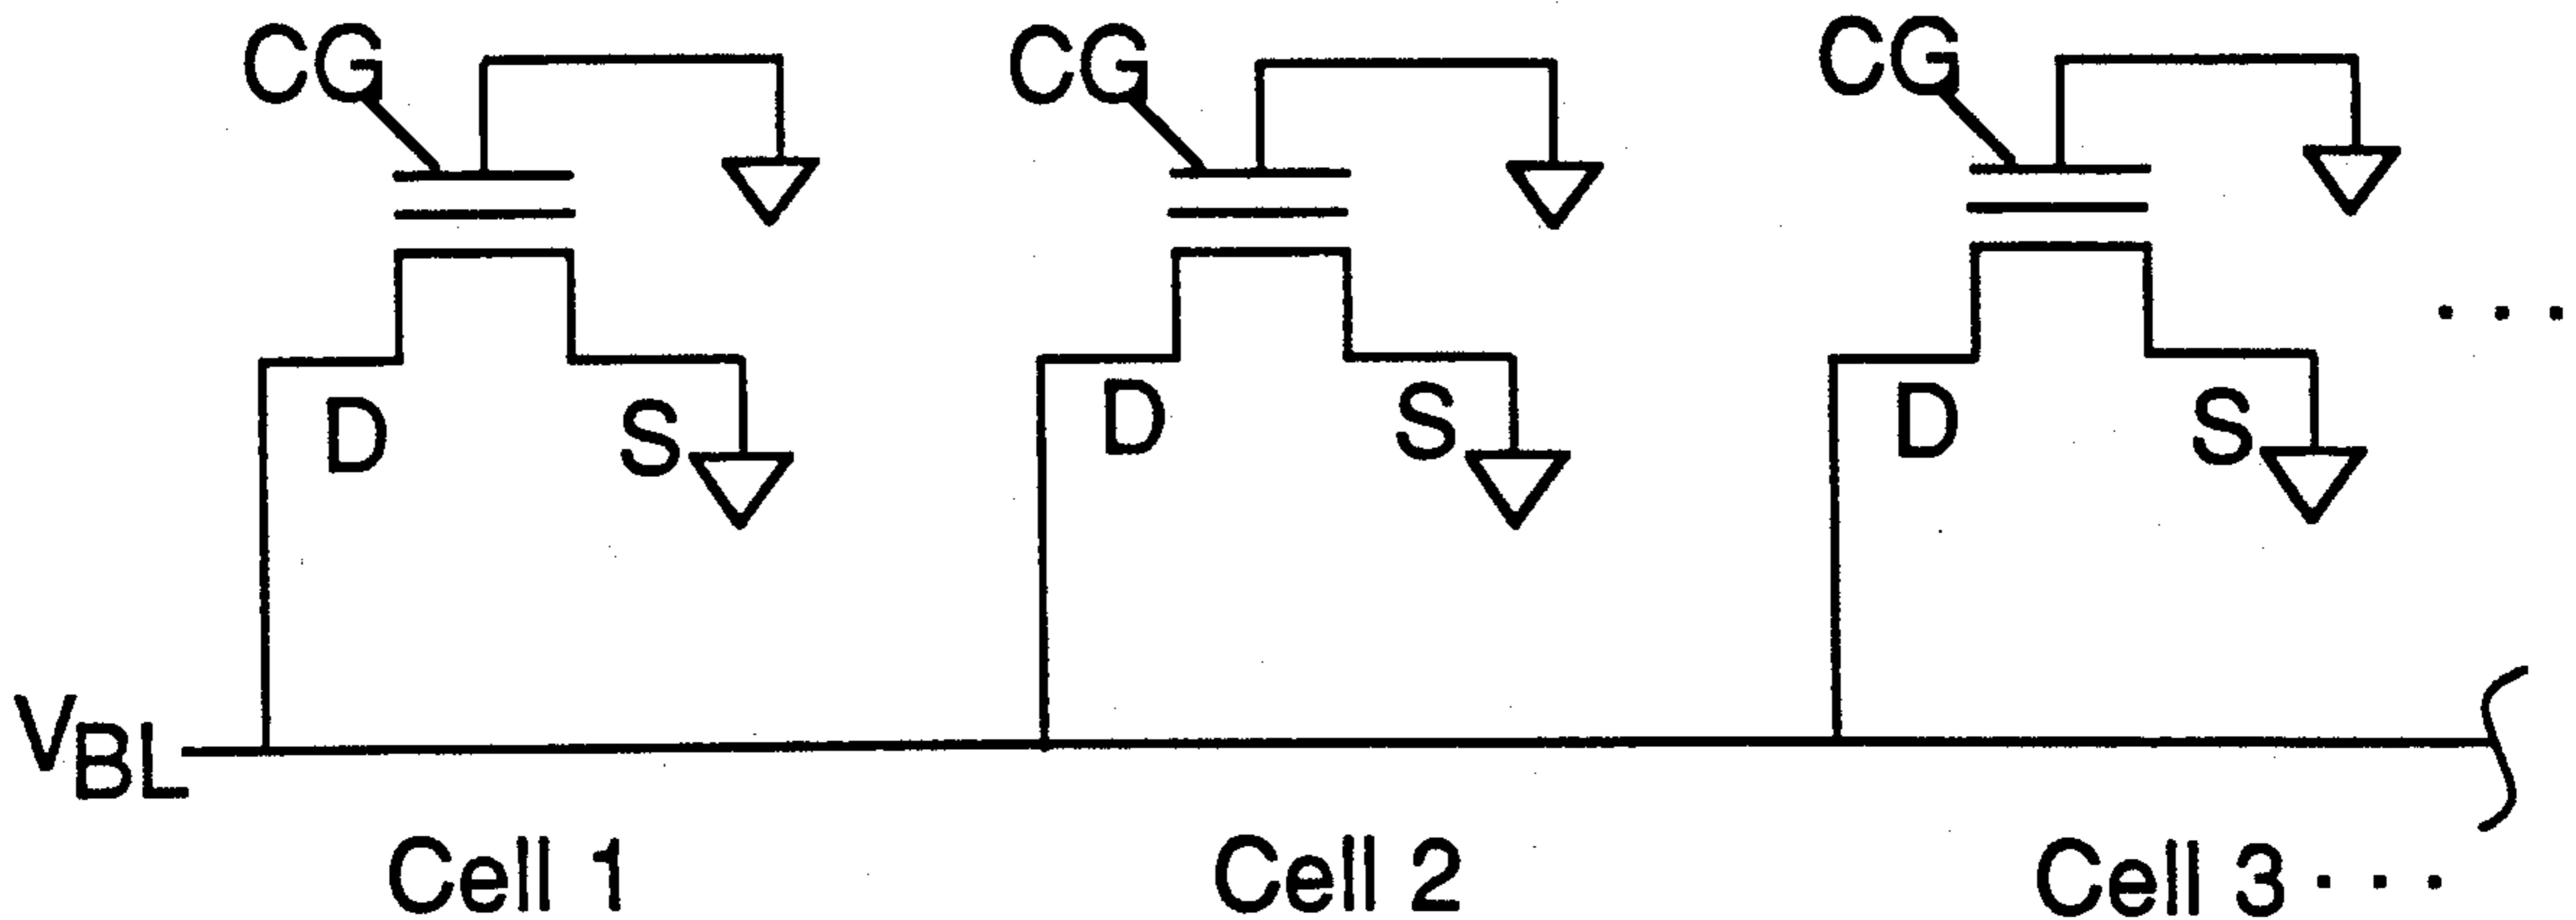 CG CG CG
D S D S D S
. . .
VBL
Cell 1 Cell 2 Cell 3 . . .